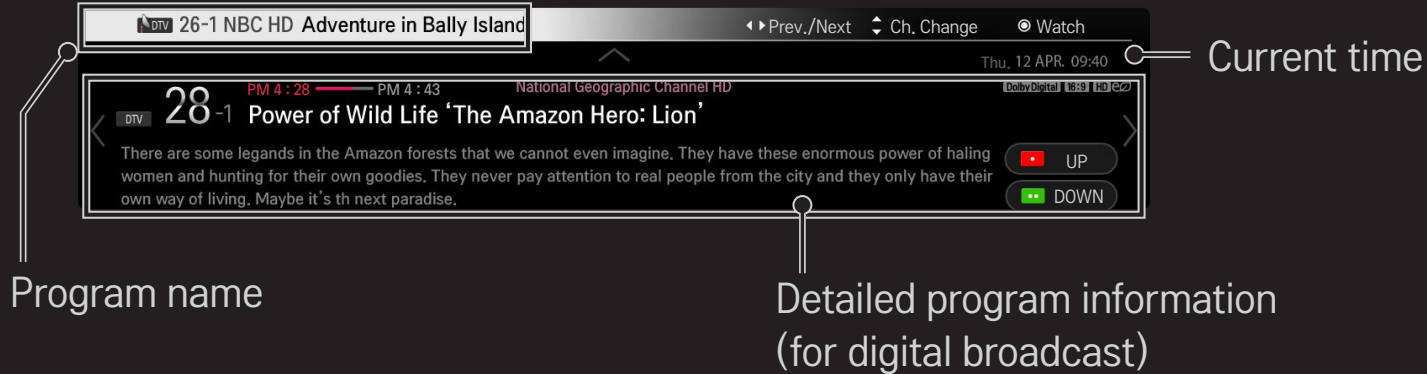 DTV 26-1 NBC HD Adventure in Bally Island
Prev./Next Ch. Change Watch
Thu, 12 APR. 09:40
Current time
PM 4 : 28 PM 4 : 43 National Geographic Channel HD DolbyDigital 16:9 HD
DTV 28-1 Power of Wild Life ‘The Amazon Hero: Lion’
There are some legands in the Amazon forests that we cannot even imagine. They have these enormous power of haling
women and hunting for their own goodies. They never pay attention to real people from the city and they only have their
own way of living. Maybe it’s th next paradise.
UP
DOWN
Program name
Detailed program information
(for digital broadcast)